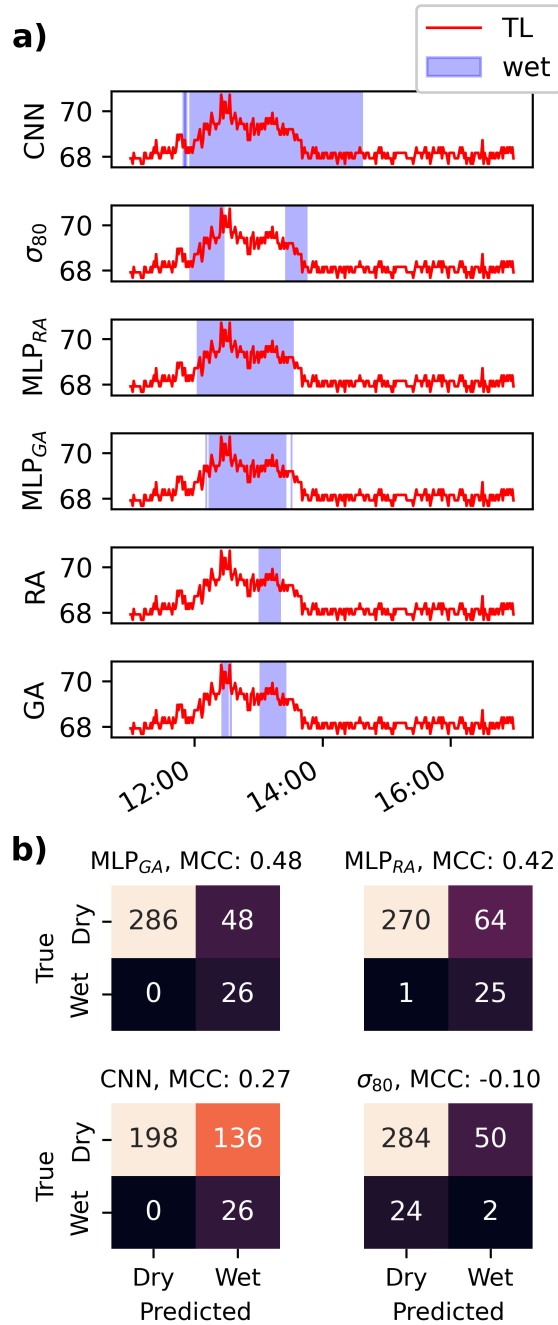 a)
TL
wet
CNN
70
68
σ80
70
68
MLPRA
70
68
MLPGA
70
68
RA
70
68
GA
70
68
12:00
14:00
16:00
b)
MLPGA, MCC: 0.48
MLPRA, MCC: 0.42
True
Dry
Wet
286
48
0
26
270
64
1
25
CNN, MCC: 0.27
σ80, MCC: -0.10
True
Dry
Wet
198
136
0
26
284
50
24
2
Dry
Wet
Dry
Wet
Predicted
Predicted